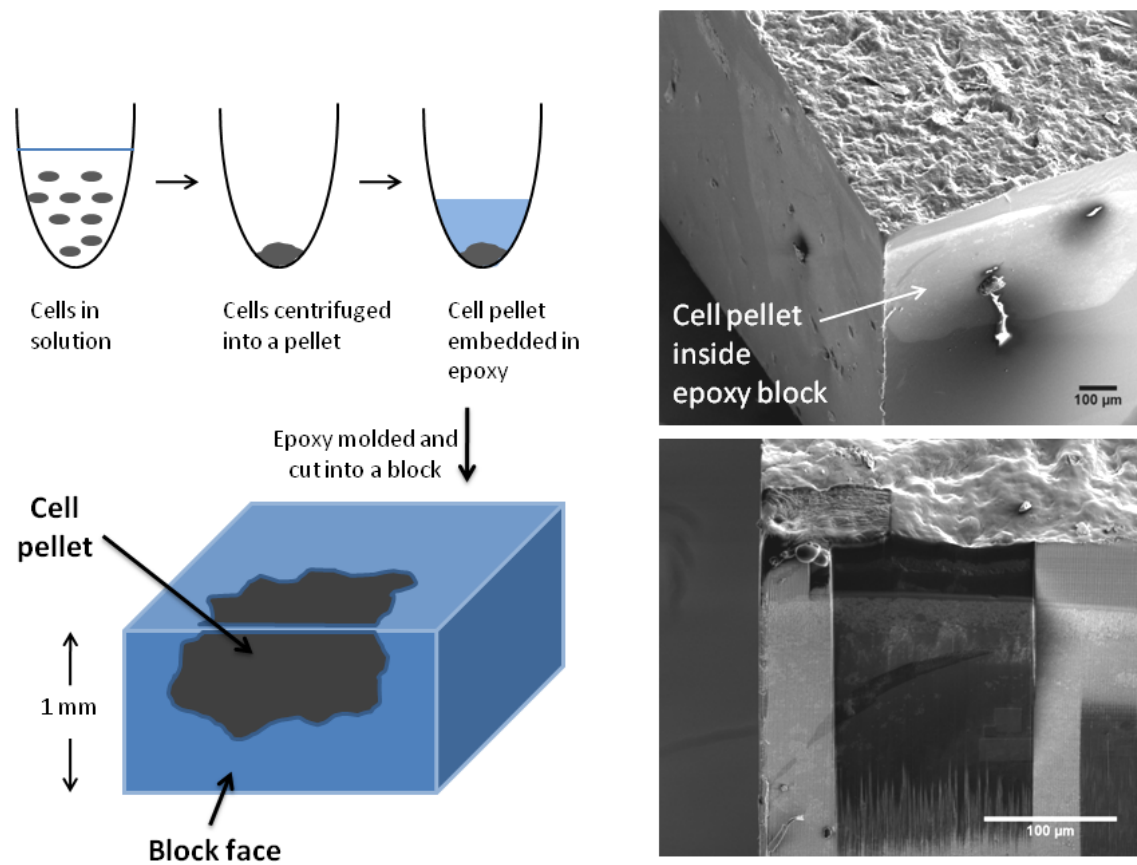 Cells in
solution
Cells centrifuged
into a pellet
Cell pellet
embedded in
epoxy
Epoxy molded and
cut into a block
Cell
pellet
1 mm
Block face
Cell pellet
inside
epoxy block
100 µm
100 µm